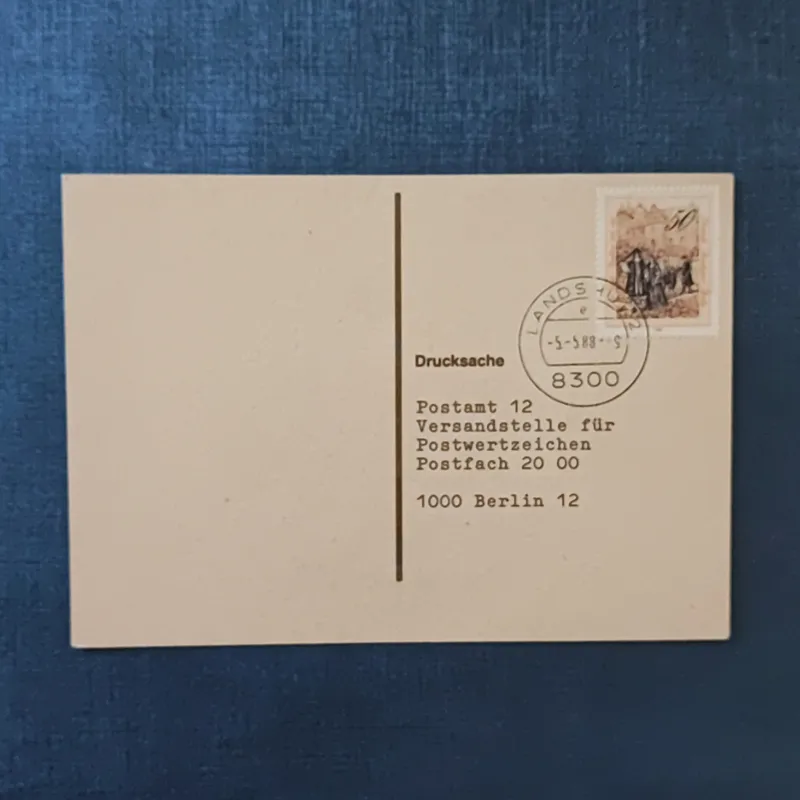 50
LANDSHUT 2
e
-5.-5.88--9
8300
Drucksache
Postamt 12
Versandstelle für
Postwertzeichen
Postfach 20 00
1000 Berlin 12